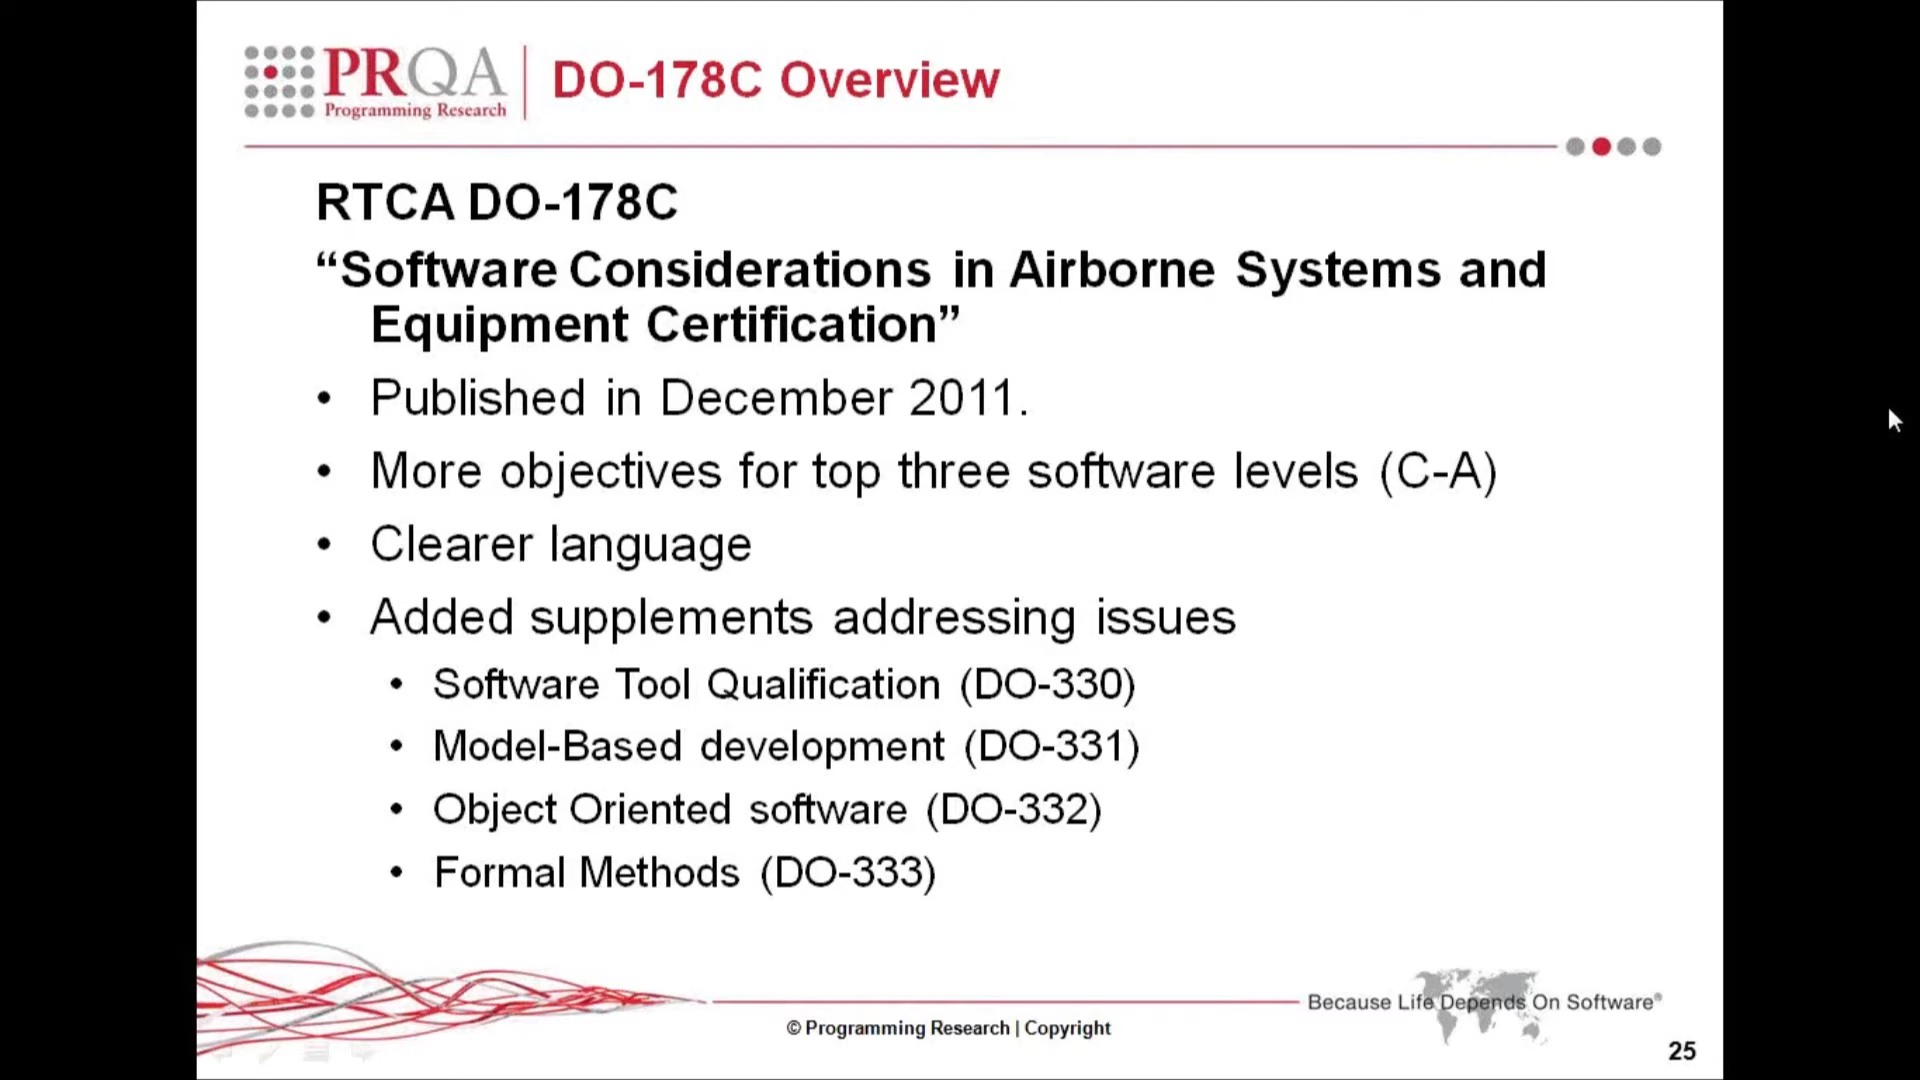 PRQA
Programming Research
DO-178C Overview
RTCA DO-178C
“Software Considerations in Airborne Systems and
Equipment Certification”
• Published in December 2011.
• More objectives for top three software levels (C-A)
• Clearer language
• Added supplements addressing issues
• Software Tool Qualification (DO-330)
• Model-Based development (DO-331)
• Object Oriented software (DO-332)
• Formal Methods (DO-333)
Because Life Depends On Software®
© Programming Research | Copyright
25